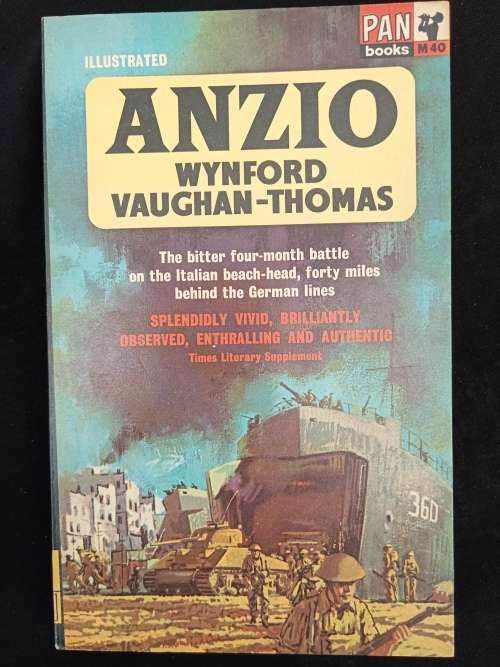 PAN
books
M 40
ILLUSTRATED
ANZIO
WYNFORD
VAUGHAN-THOMAS
The bitter four-month battle
on the Italian beach-head, forty miles
behind the German lines
SPLENDIDLY VIVID, BRILLIANTLY
OBSERVED, ENTHRALLING AND AUTHENTIC
Times Literary Supplement
360